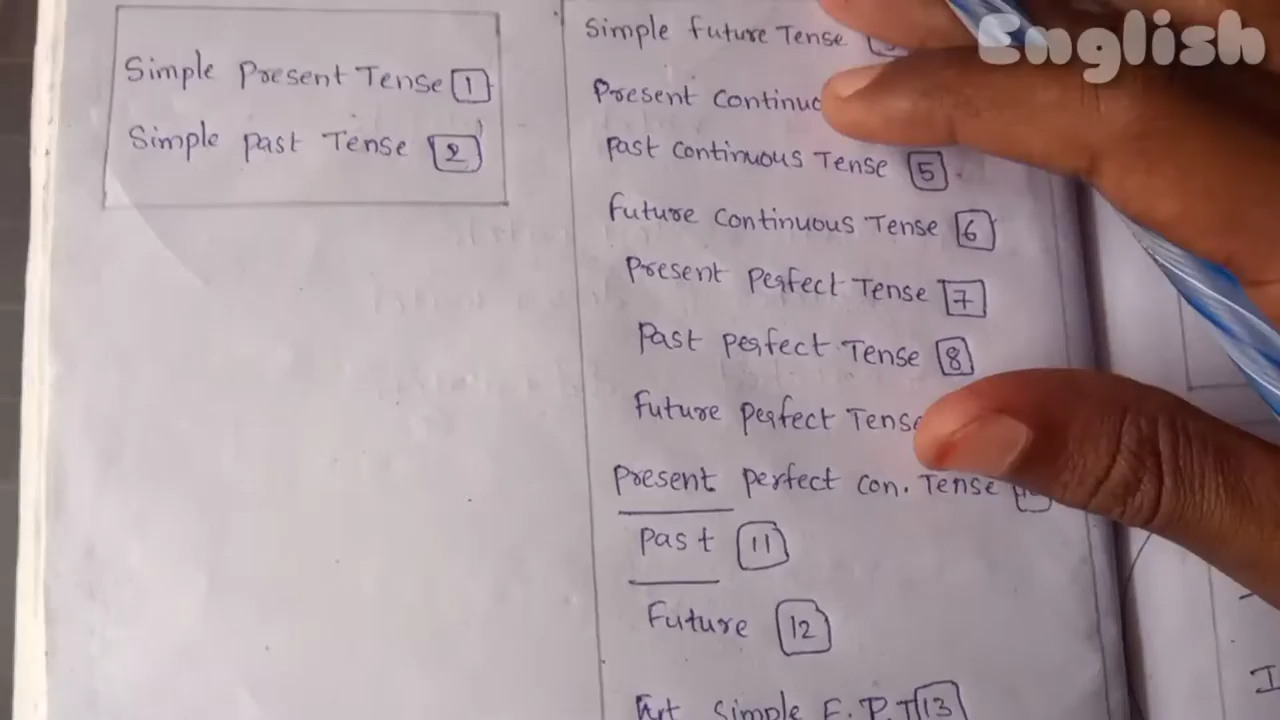 English
Simple Present Tense 1
Simple Past Tense 2
Simple future Tense
Present Continuo
Past Continuous Tense 5
Future Continuous Tense 6
Present Perfect Tense 7
Past perfect Tense 8
Future perfect Tense
Present perfect con. Tense
Past 11
Future 12
Simple F.P.T 13
I